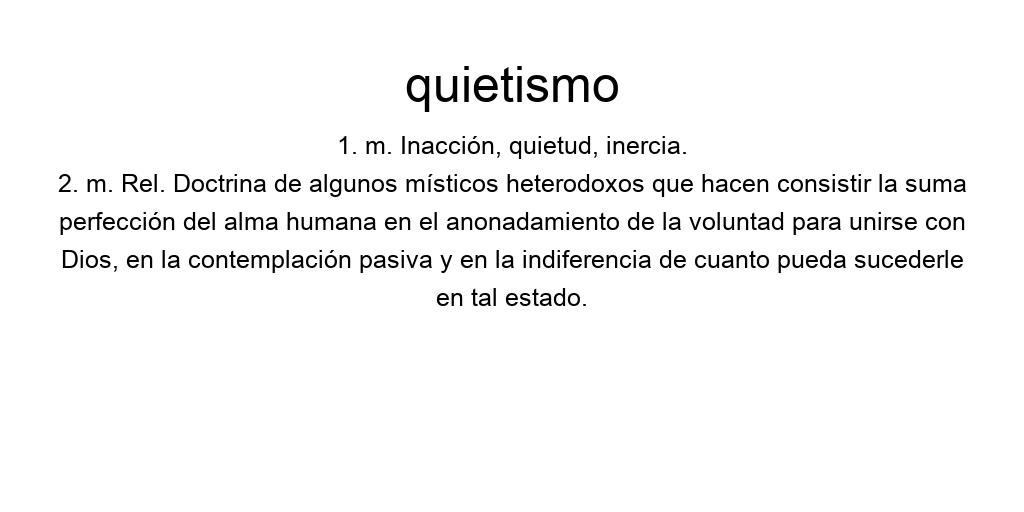 quietismo
1. m. Inacción, quietud, inercia.
2. m. Rel. Doctrina de algunos místicos heterodoxos que hacen consistir la suma
perfección del alma humana en el anonadamiento de la voluntad para unirse con
Dios, en la contemplación pasiva y en la indiferencia de cuanto pueda sucederle
en tal estado.